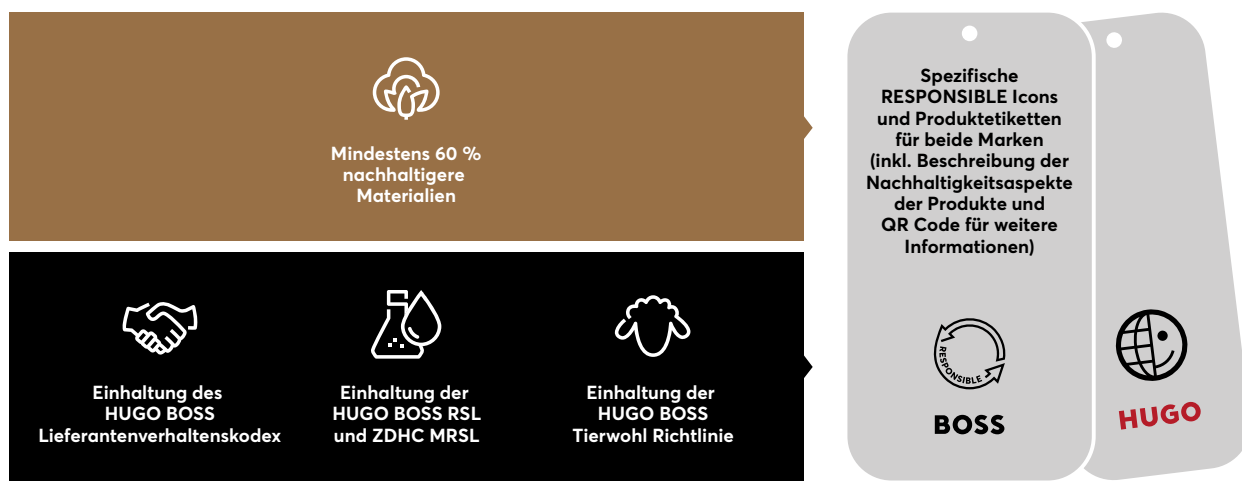 Mindestens 60 %
nachhaltigere
Materialien
Einhaltung des
HUGO BOSS
Lieferantenverhaltenskodex
Einhaltung der
HUGO BOSS RSL
und ZDHC MRSL
Einhaltung der
HUGO BOSS
Tierwohl Richtlinie
Spezifische
RESPONSIBLE Icons
und Produktetiketten
für beide Marken
(inkl. Beschreibung der
Nachhaltigkeitsaspekte
der Produkte und
QR Code für weitere
Informationen)
RESPONSIBLE
BOSS
HUGO